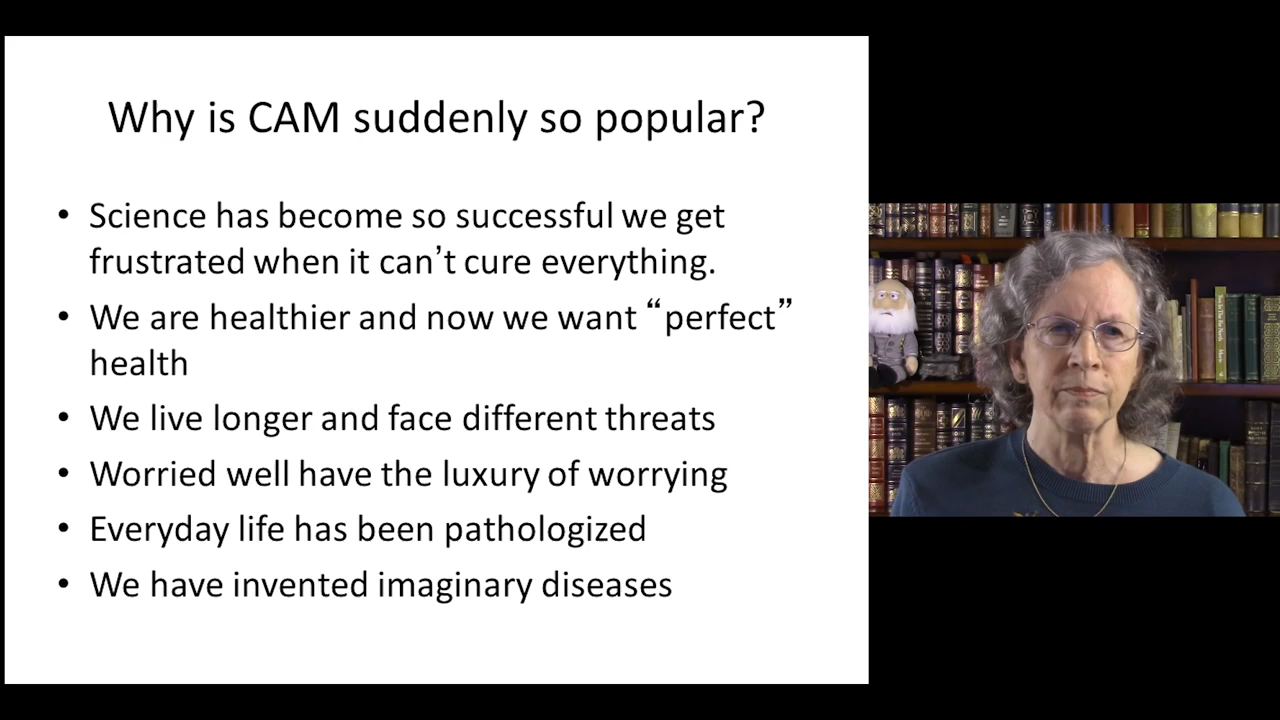 Why is CAM suddenly so popular?
• Science has become so successful we get
frustrated when it can’t cure everything.
• We are healthier and now we want “perfect”
health
• We live longer and face different threats
• Worried well have the luxury of worrying
• Everyday life has been pathologized
• We have invented imaginary diseases